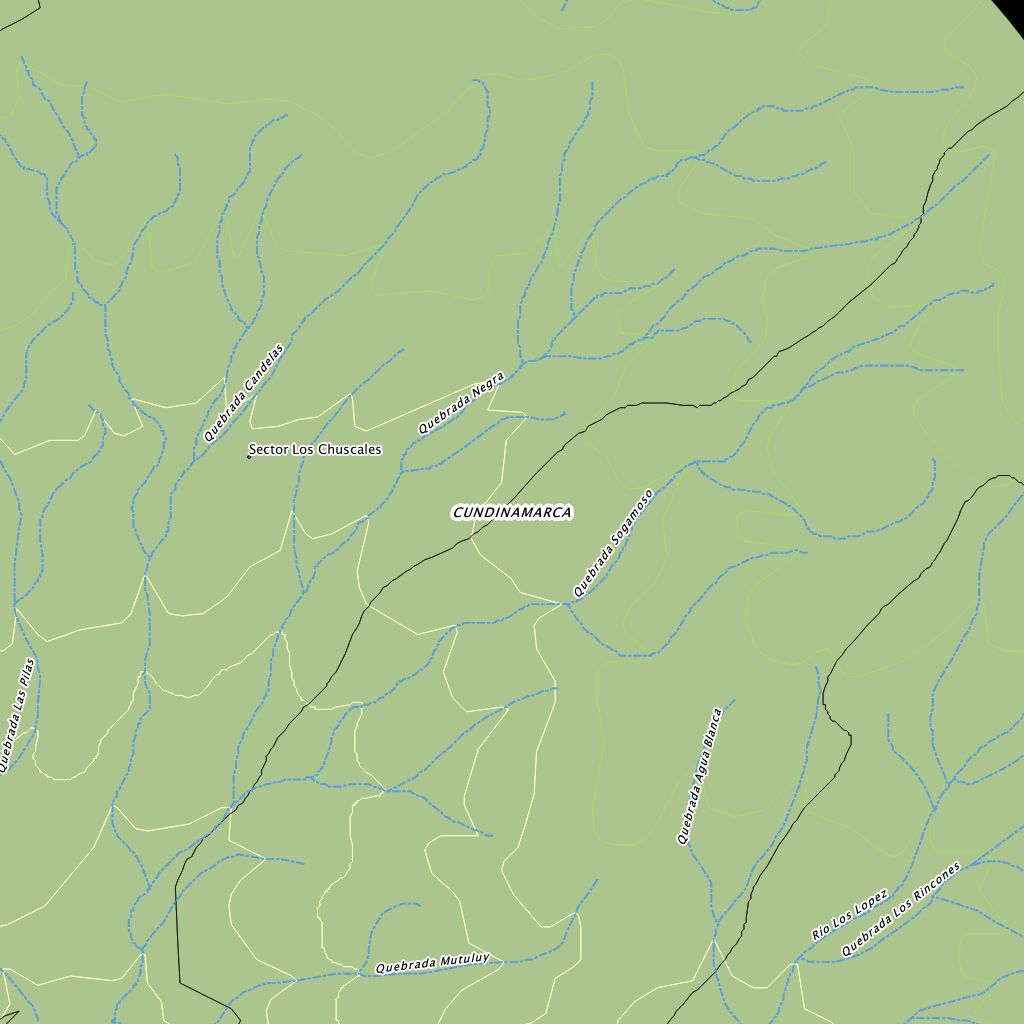 Quebrada Candelas
Quebrada Negra
Sector Los Chuscales
CUNDINAMARCA
Quebrada Sogamoso
Quebrada Las Pilas
Quebrada Agua Blanca
Río Los Lopez
Quebrada Los Rincones
Quebrada Mutuluy